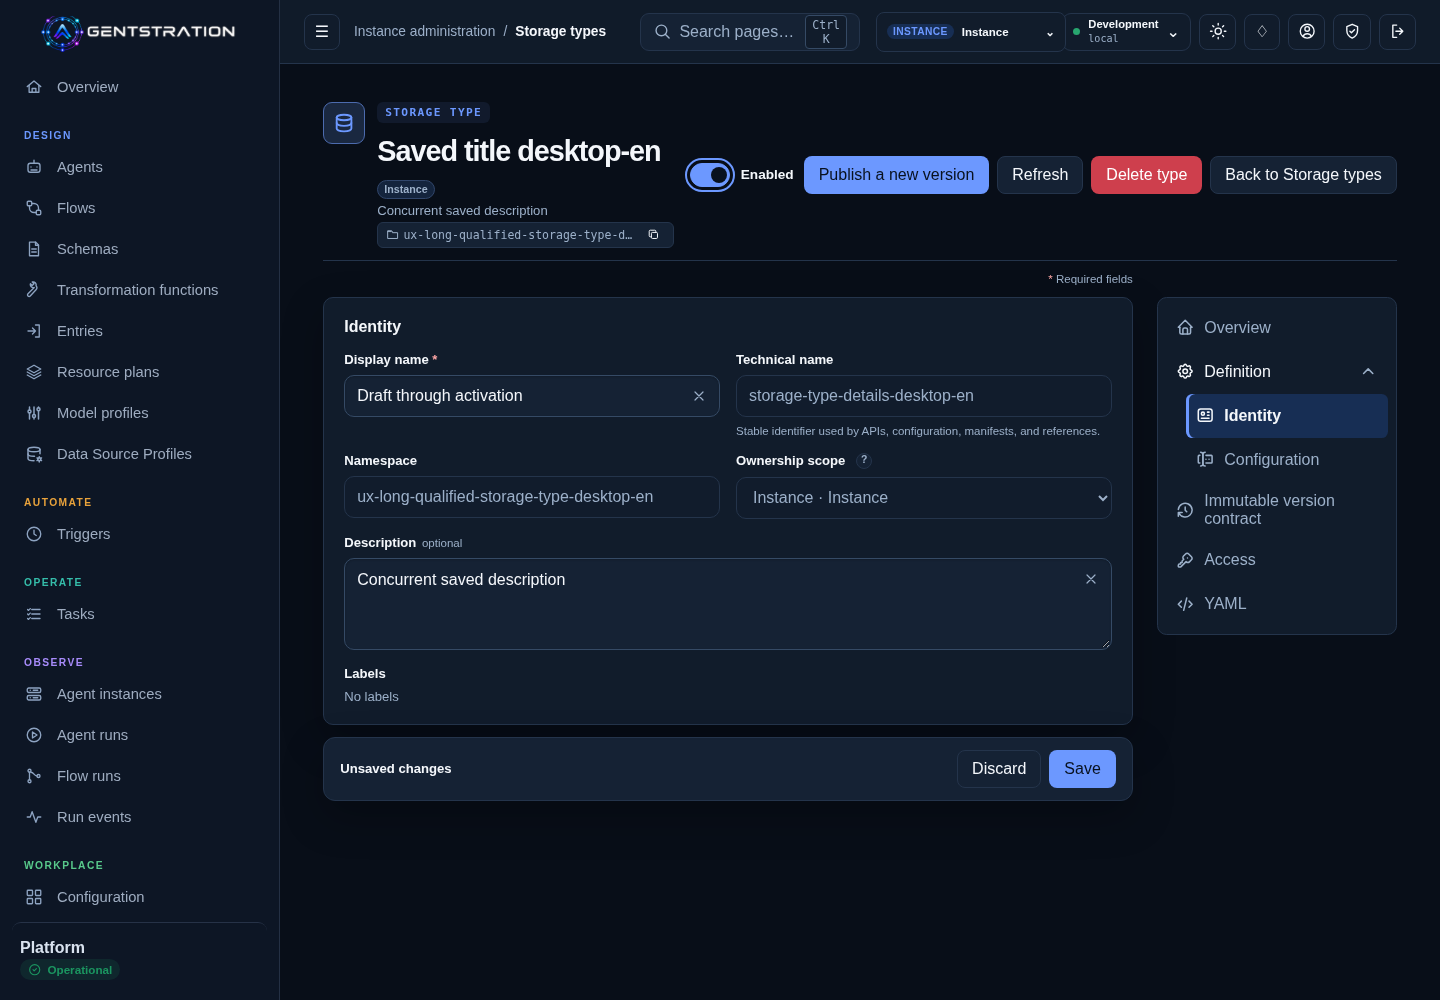 GENTSTRATION
Overview
DESIGN
Agents
Flows
Schemas
Transformation functions
Entries
Resource plans
Model profiles
Data Source Profiles
AUTOMATE
Triggers
OPERATE
Tasks
OBSERVE
Agent instances
Agent runs
Flow runs
Run events
WORKPLACE
Configuration
Platform
Operational
Instance administration / Storage types
Search pages…
Ctrl K
INSTANCE Instance
Development
local
STORAGE TYPE
Saved title desktop-en
Instance
Concurrent saved description
ux-long-qualified-storage-type-d…
Enabled
Publish a new version
Refresh
Delete type
Back to Storage types
* Required fields
Identity
Display name *
Draft through activation
Technical name
storage-type-details-desktop-en
Stable identifier used by APIs, configuration, manifests, and references.
Namespace
ux-long-qualified-storage-type-desktop-en
Ownership scope ?
Instance · Instance
Description optional
Concurrent saved description
Labels
No labels
Unsaved changes
Discard
Save
Overview
Definition
Identity
Configuration
Immutable version
contract
Access
YAML